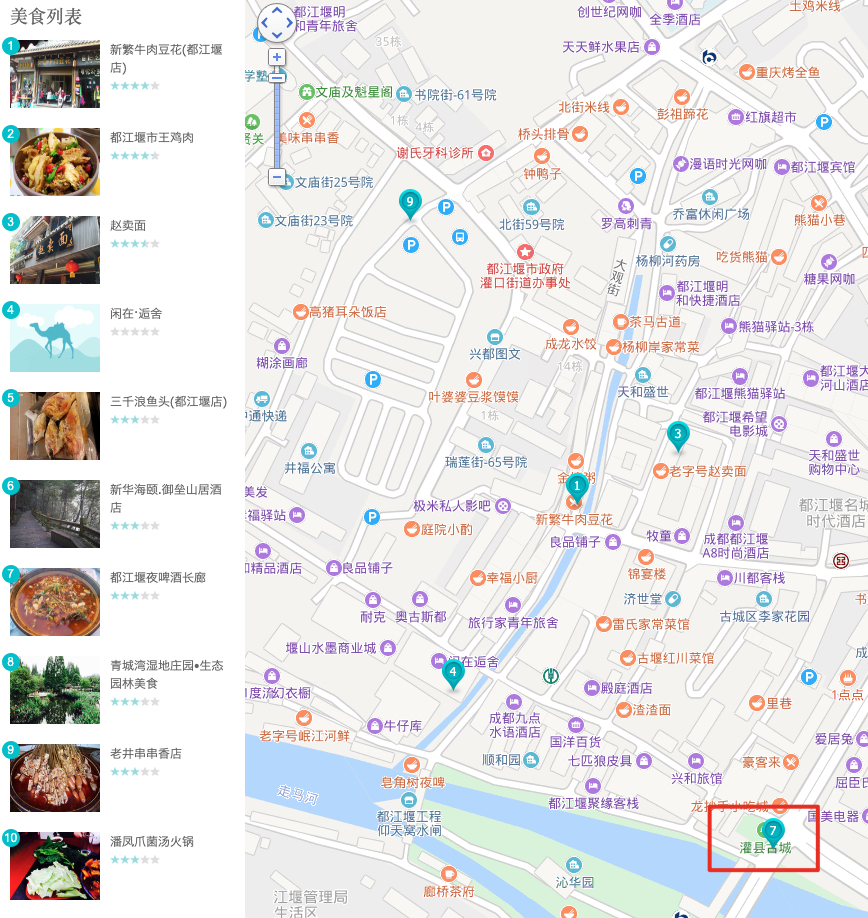 美食列表
1
新繁牛肉豆花(都江堰
店)
2
都江堰市王鸡肉
3
赵卖面
4
闲在·逅舍
5
三千浪鱼头(都江堰店)
6
新华海颐.御垒山居酒
店
7
都江堰夜啤酒长廊
8
青城湾湿地庄园•生态
园林美食
9
老井串串香店
10
潘凤爪菌汤火锅
都江堰明
和青年旅舍
创世纪网咖
全季酒店
土鸡米线
35栋
天天鲜水果店
学塾
重庆烤全鱼
文庙及魁星阁
书院街-61号院
北街米线
彭祖蹄花
红旗超市
P
1栋
4栋
贤关
美味串串香
桥头排骨
谢氏牙科诊所
钟鸭子
漫语时光网咖
都江堰宾馆
文庙街25号院
P
9
P
文庙街23号院
北街59号院
罗高刺青
乔富休闲广场
熊猫小巷
P
都江堰市政府
灌口街道办事处
大观街
杨柳河药房
吃货熊猫
糖果网咖
都江堰明
和快捷酒店
高猪耳朵饭店
茶马古道
熊猫驿站-3栋
成龙水饺
糊涂画廊
兴都图文
杨柳岸家常菜
14栋
P
叶婆婆豆浆馍馍
天和盛世
都江堰熊猫驿站
都江堰大
河山酒店
中通快递
1栋
都江堰希望
电影城
3
天和盛世
购物中心
井福公寓
瑞莲街-65号院
老字号赵卖面
1
美发
极米私人影吧
新繁牛肉豆花
都江堰名城
时代酒店
福驿站
P
庭院小酌
良品铺子
牧童
成都都江堰
A8时尚酒店
精品酒店
良品铺子
幸福小厨
锦宴楼
川都客栈
耐克
奥古斯都
旅行家青年旅舍
济世堂
古城区李家花园
堰山水墨商业城
雷氏家常菜馆
闲在逅舍
4
古堰红川菜馆
P
殿庭酒店
1点点
老字号岷江河鲜
牛仔库
成都九点
水语酒店
国洋百货
渣渣面
里巷
爱居兔
顺和园
七匹狼皮具
兴和旅馆
豪客来
屈臣氏
皂角树夜啤
走马河
都江堰工程
仰天窝水闸
都江堰聚缘客栈
龙抄手小吃城
国美电器
7
灌县古城
沁华园
廊桥茶府
江堰管理局
生活区